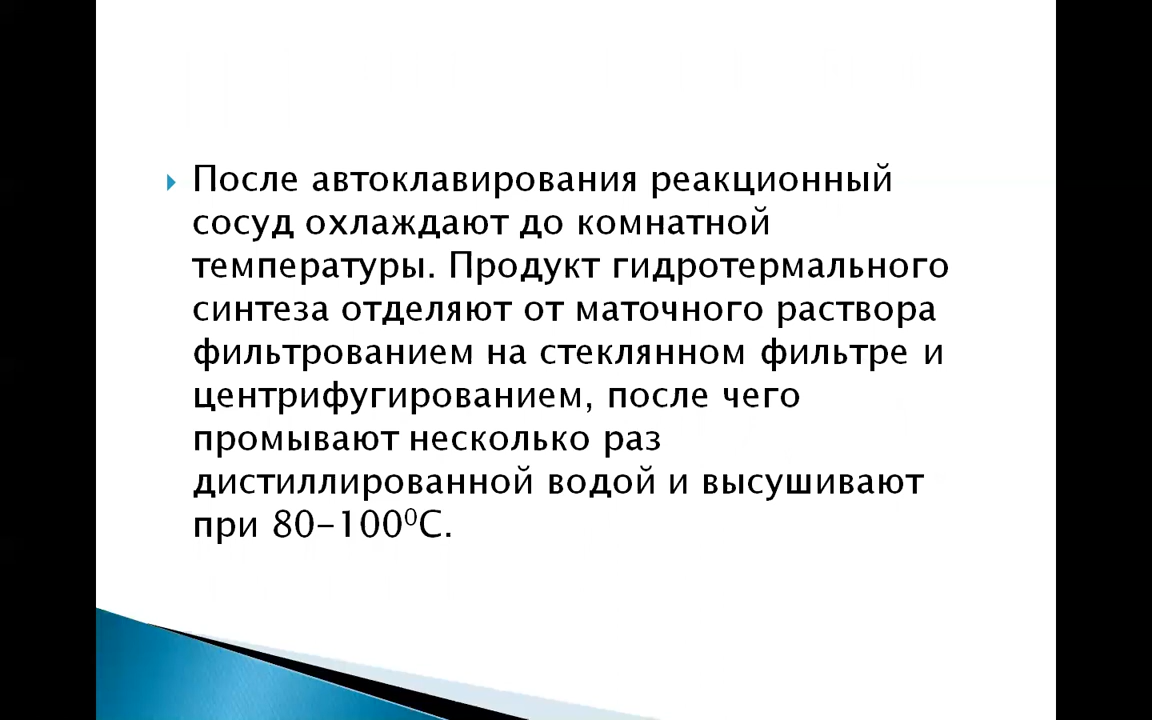 После автоклавирования реакционный
сосуд охлаждают до комнатной
температуры. Продукт гидротермального
синтеза отделяют от маточного раствора
фильтрованием на стеклянном фильтре и
центрифугированием, после чего
промывают несколько раз
дистиллированной водой и высушивают
при 80-100⁰С.